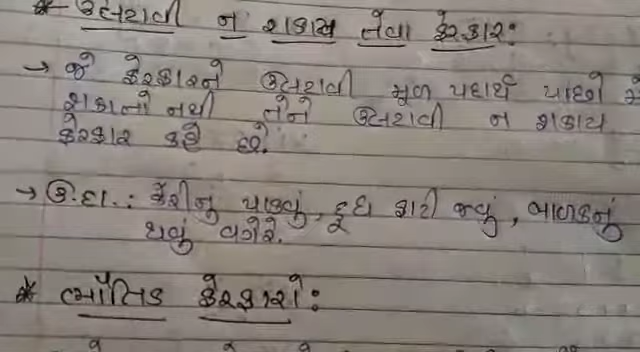 * ઉલટાવી ન શકાય તેવા ફેરફાર:
→ જે ફેરફારને ઉલટાવી મૂળ પદાર્થ પાછો
શકાતો નથી તેને ઉલટાવી ન શકાય
ફેરફાર કહે છે.
→ ઉ.દા.: કેરીનું પાકવું, દૂધ ફાટી જવું, બાળકનું
થવું વગેરે.
* ભૌતિક ફેરફારો: